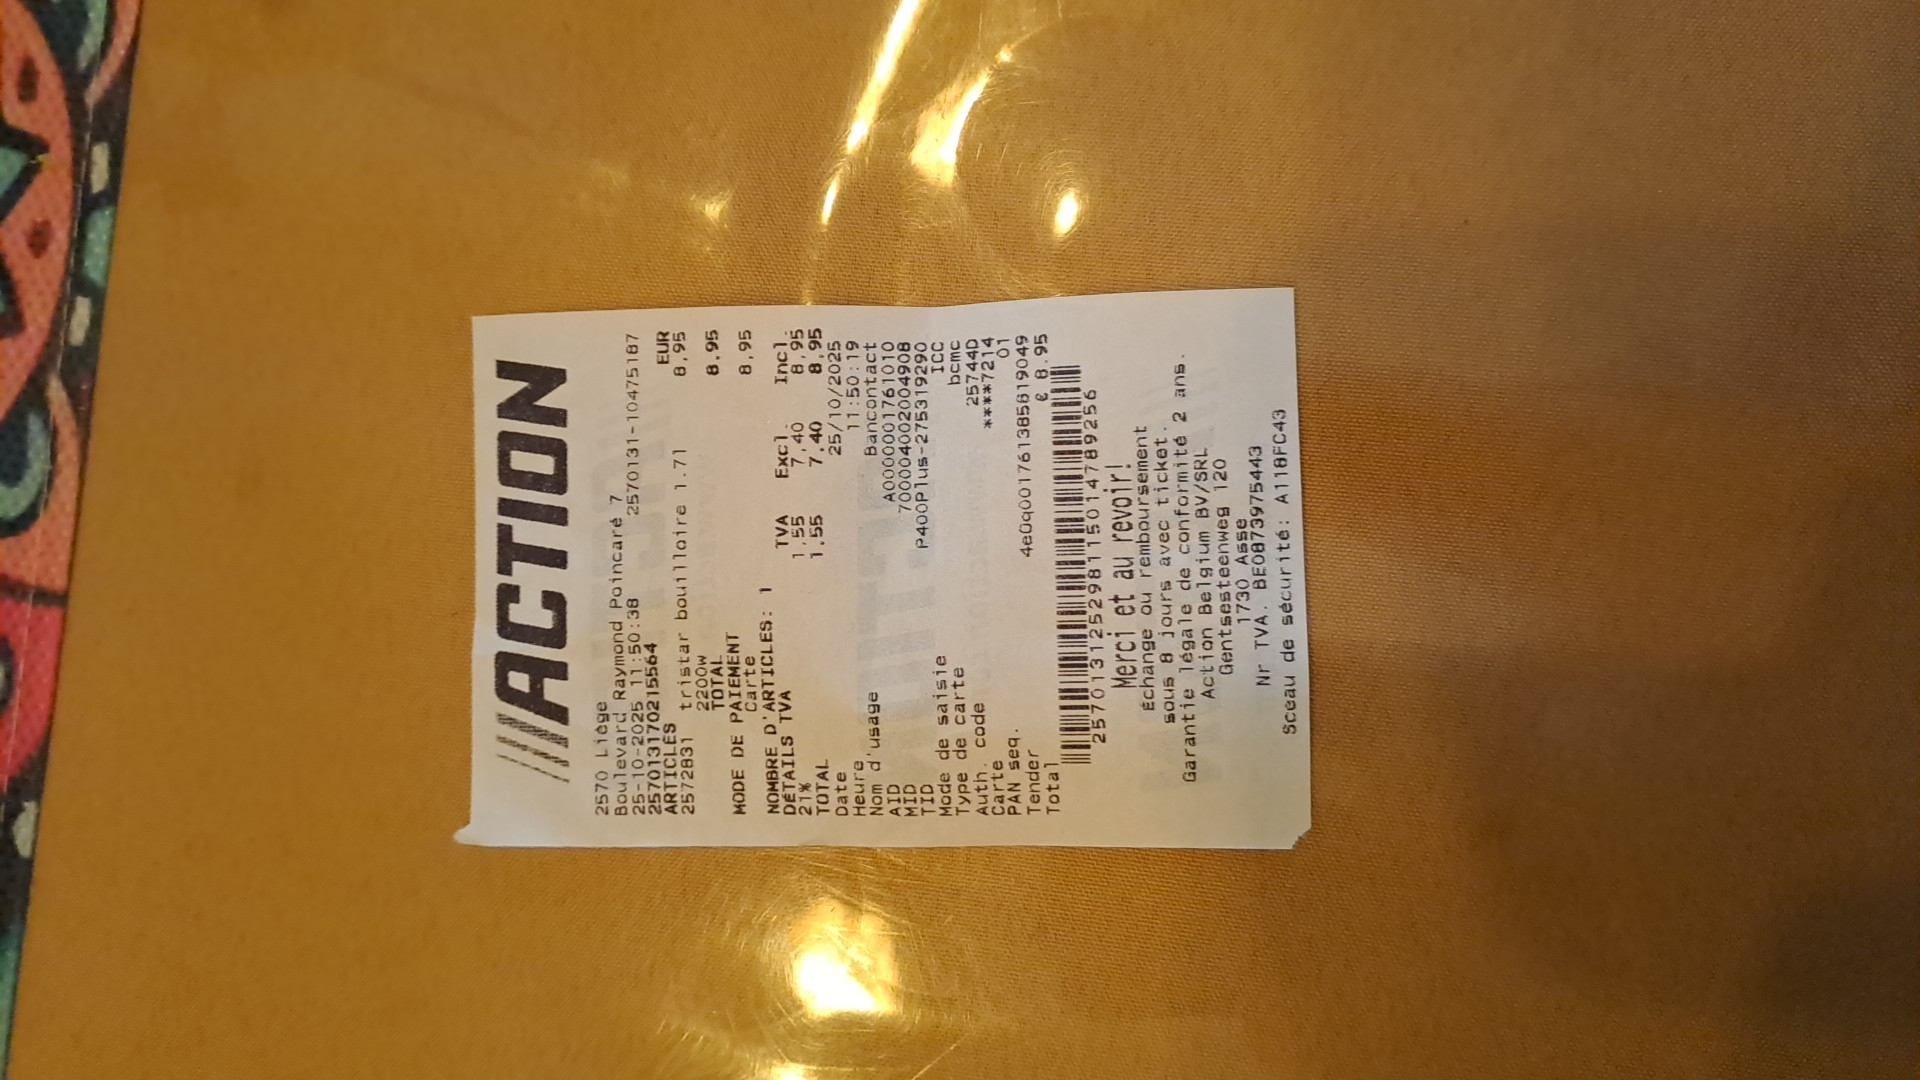 ///ACTION
2570 Liège
Boulevard Raymond Poincaré 7
25-10-2025 11:50:38 2570131-10475187
257013170215564
ARTICLES EUR
2572831 tristar bouilloire 1.7l 8,95
2200w
TOTAL 8.95
MODE DE PAIEMENT
Carte 8,95
NOMBRE D'ARTICLES: 1
DÉTAILS TVA TVA Excl. Incl.
21% 1,55 7,40 8,95
TOTAL 1.55 7.40 8,95
Date 25/10/2025
Heure 11:50:19
Nom d'usage Bancontact
AID A0000001761010
MID 700004002004908
TID P400Plus-275319290
Mode de saisie ICC
Type de carte bcmc
Auth. code 25744D
Carte ****7214
PAN seq. 01
Tender 4e0q001761385819049
Total € 8.95
2570131252981150147892​56
Merci et au revoir!
Échange ou remboursement
sous 8 jours avec ticket.
Garantie légale de conformité 2 ans.
Action Belgium BV/SRL
Gentsesteenweg 120
1730 Asse
Nr TVA. BE0873975443
Sceau de sécurité: A118FC43